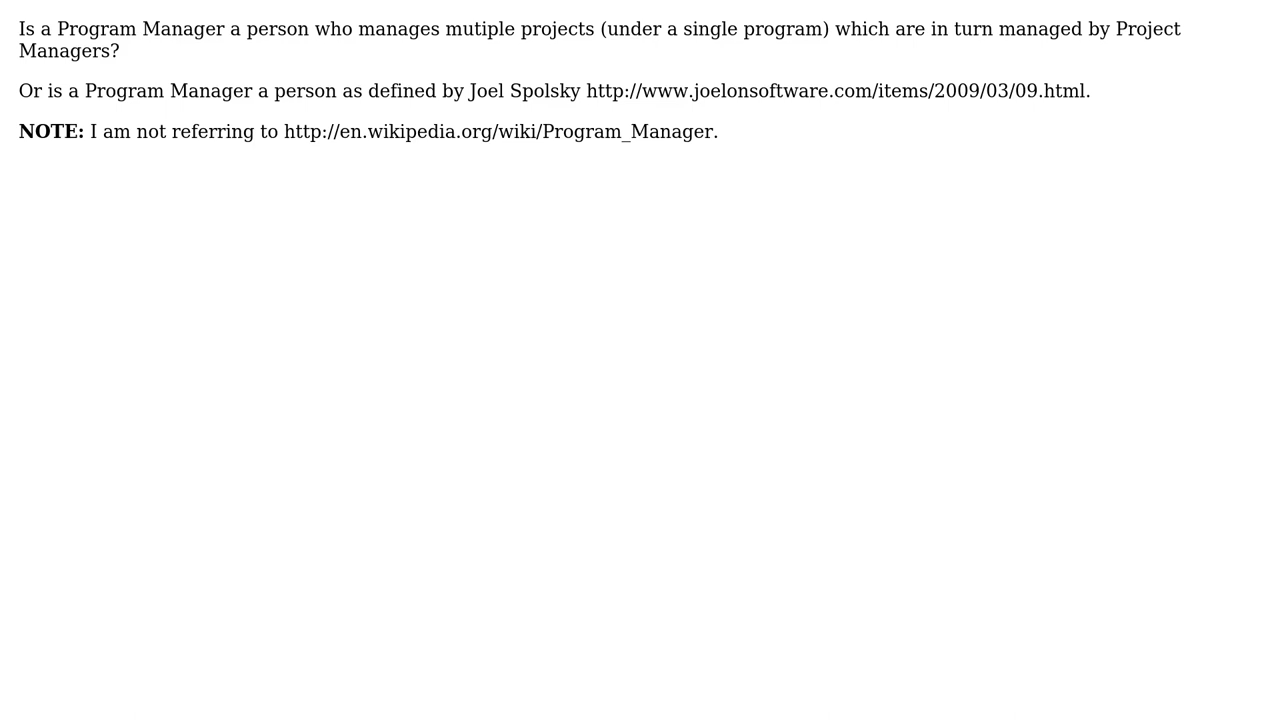 Is a Program Manager a person who manages mutiple projects (under a single program) which are in turn managed by Project
Managers?
Or is a Program Manager a person as defined by Joel Spolsky http://www.joelonsoftware.com/items/2009/03/09.html.
NOTE: I am not referring to http://en.wikipedia.org/wiki/Program_Manager.